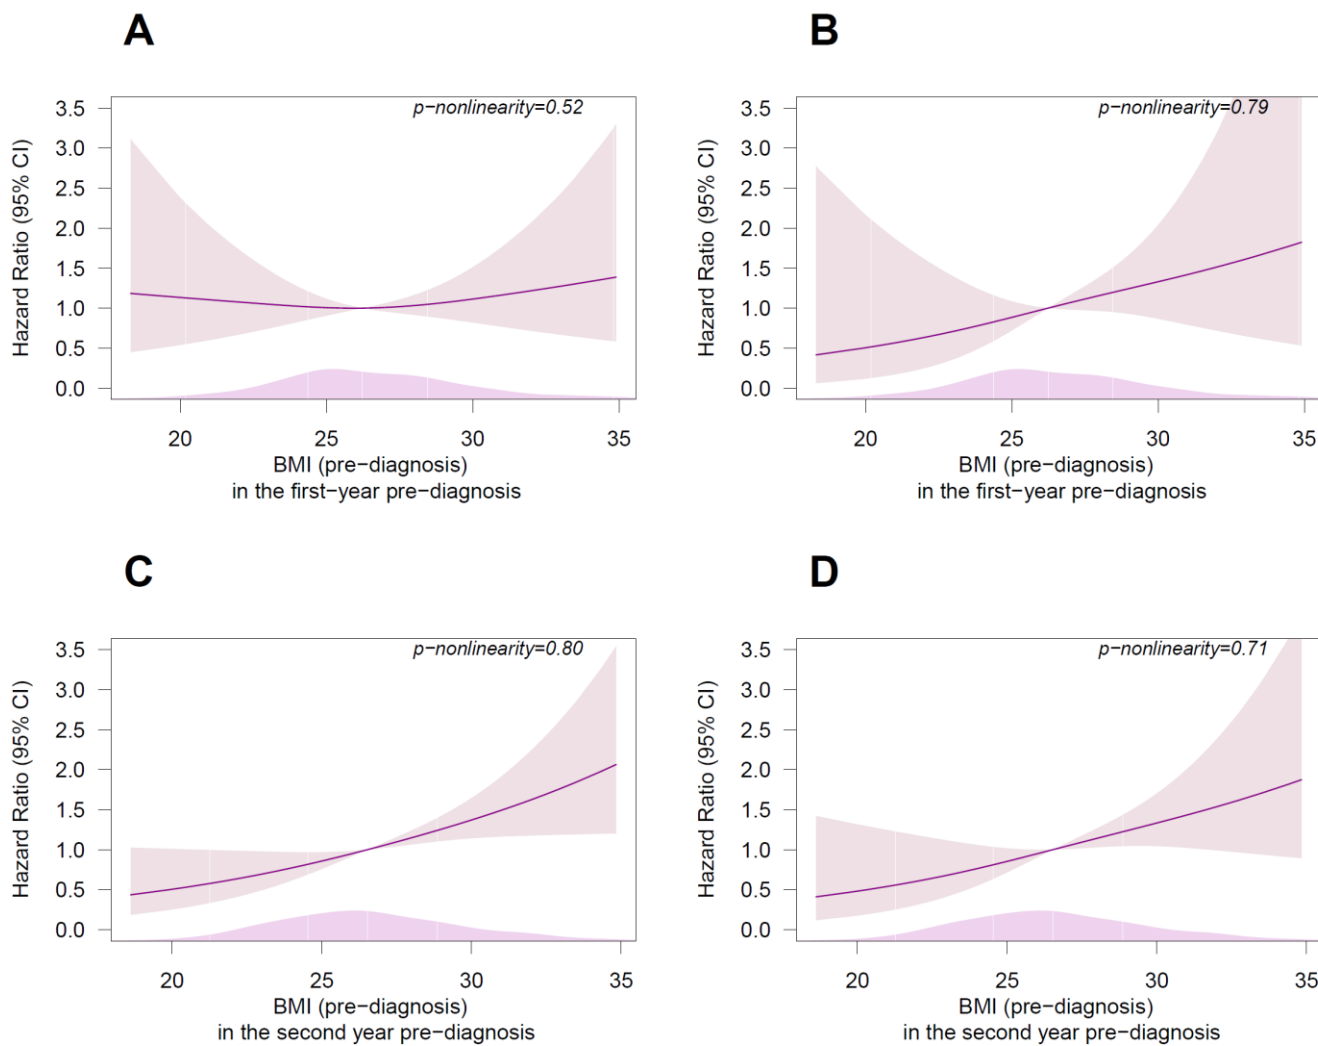 A
p−nonlinearity=0.52
Hazard Ratio (95% CI)
3.5
3.0
2.5
2.0
1.5
1.0
0.5
0.0
20 25 30 35
BMI (pre−diagnosis)
in the first−year pre−diagnosis
B
p−nonlinearity=0.79
Hazard Ratio (95% CI)
3.5
3.0
2.5
2.0
1.5
1.0
0.5
0.0
20 25 30 35
BMI (pre−diagnosis)
in the first−year pre−diagnosis
C
p−nonlinearity=0.80
Hazard Ratio (95% CI)
3.5
3.0
2.5
2.0
1.5
1.0
0.5
0.0
20 25 30 35
BMI (pre−diagnosis)
in the second year pre−diagnosis
D
p−nonlinearity=0.71
Hazard Ratio (95% CI)
3.5
3.0
2.5
2.0
1.5
1.0
0.5
0.0
20 25 30 35
BMI (pre−diagnosis)
in the second year pre−diagnosis